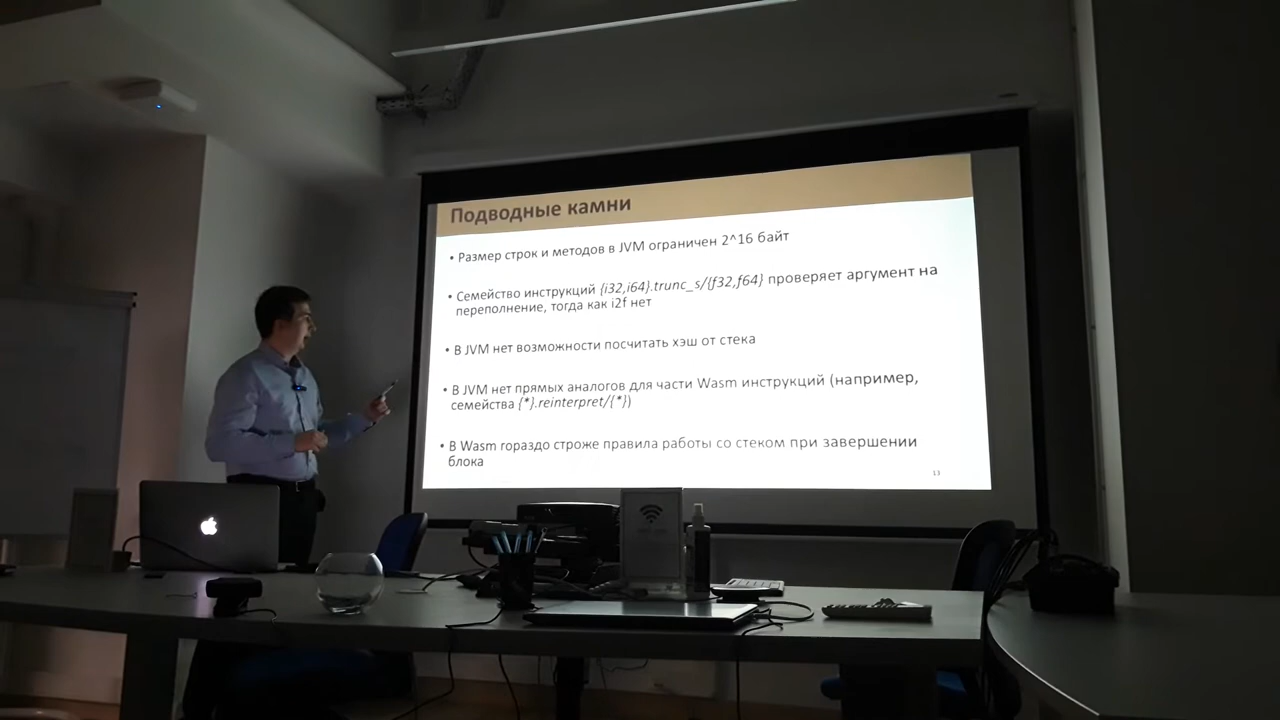 Подводные камни
• Размер строк и методов в JVM ограничен 2^16 байт
• Семейство инструкций {i32,i64}.trunc_s/{f32,f64} проверяет аргумент на
переполнение, тогда как i2f нет
• В JVM нет возможности посчитать хэш от стека
• В JVM нет прямых аналогов для части Wasm инструкций (например,
семейства {*}.reinterpret/{*})
• В Wasm гораздо строже правила работы со стеком при завершении
блока
13